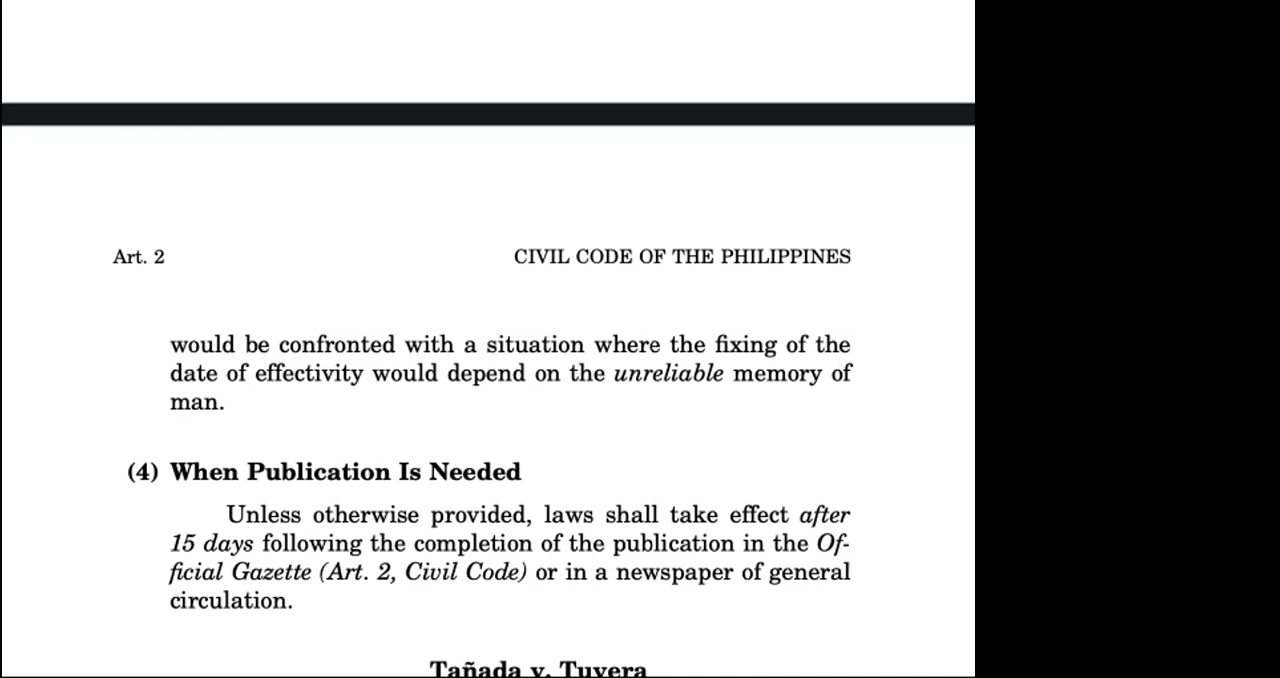 Art. 2 CIVIL CODE OF THE PHILIPPINES
would be confronted with a situation where the fixing of the
date of effectivity would depend on the unreliable memory of
man.
(4) When Publication Is Needed
Unless otherwise provided, laws shall take effect after
15 days following the completion of the publication in the Of-
ficial Gazette (Art. 2, Civil Code) or in a newspaper of general
circulation.
Tañada v. Tuvera